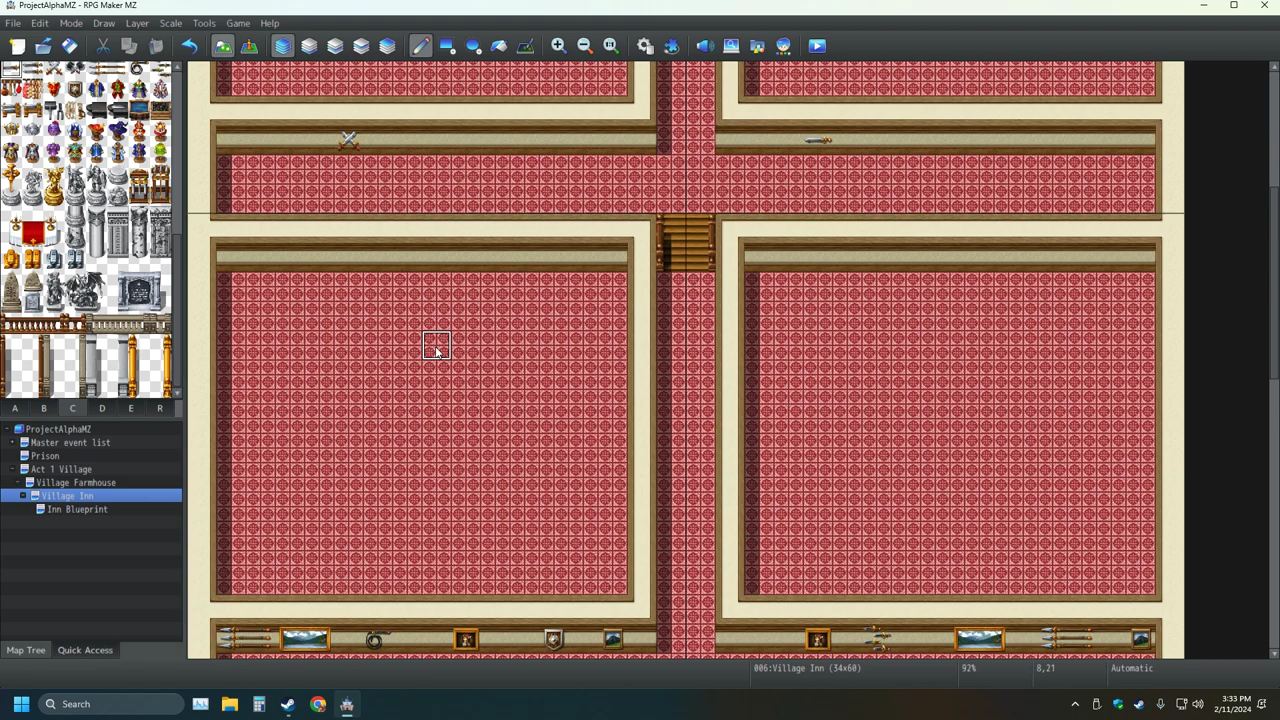 ProjectAlphaMZ - RPG Maker MZ
File Edit Mode Draw Layer Scale Tools Game Help
A B C D E R
ProjectAlphaMZ
Master event list
Prison
Act 1 Village
Village Farmhouse
Village Inn
Inn Blueprint
Map Tree Quick Access
006:Village Inn (34x60) 92% 8,21 Automatic
Search
3:33 PM
2/11/2024